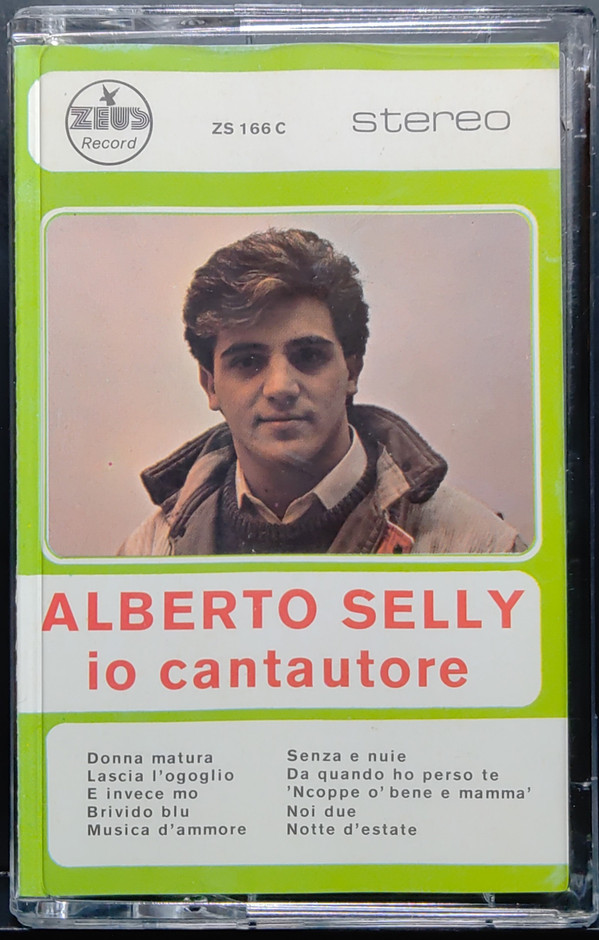 ZEUS
Record
ZS 166 C
stereo
ALBERTO SELLY
io cantautore
Donna matura
Lascia l'ogoglio
E invece mo
Brivido blu
Musica d'ammore
Senza e nuie
Da quando ho perso te
'Ncoppe o' bene e mamma'
Noi due
Notte d'estate